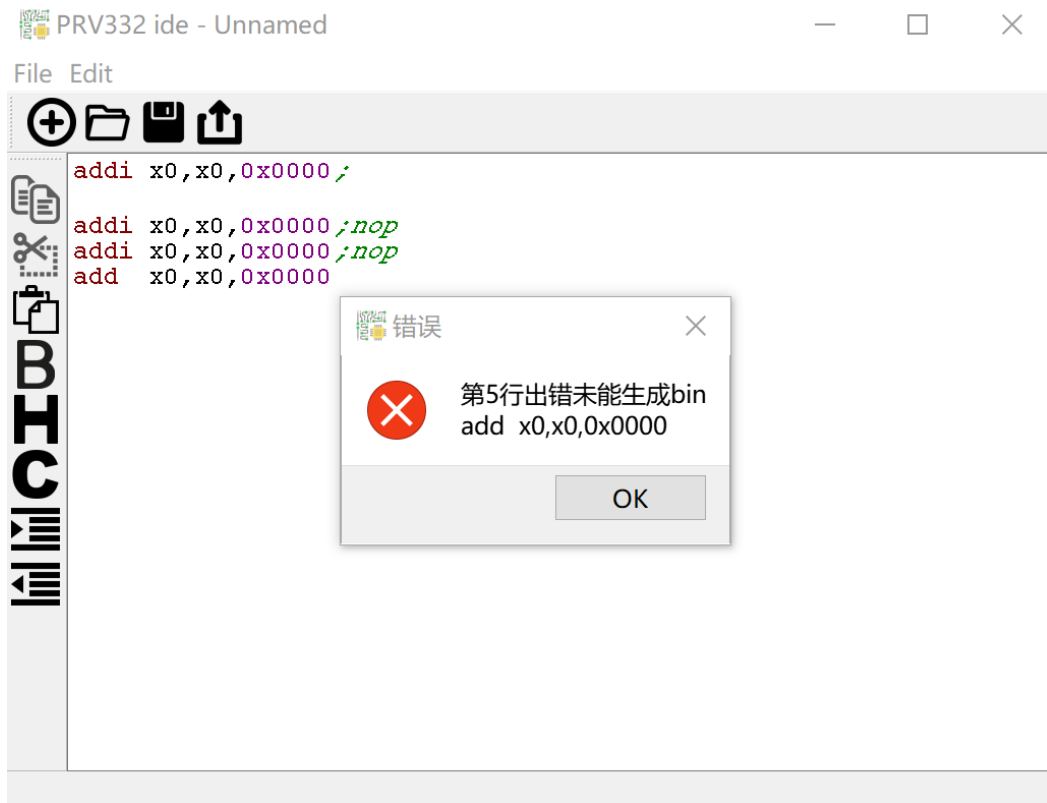 PRV332 ide - Unnamed
File Edit
addi x0,x0,0x0000;
addi x0,x0,0x0000;nop
addi x0,x0,0x0000;nop
add  x0,x0,0x0000
错误
第5行出错未能生成bin
add  x0,x0,0x0000
OK
B
H
C